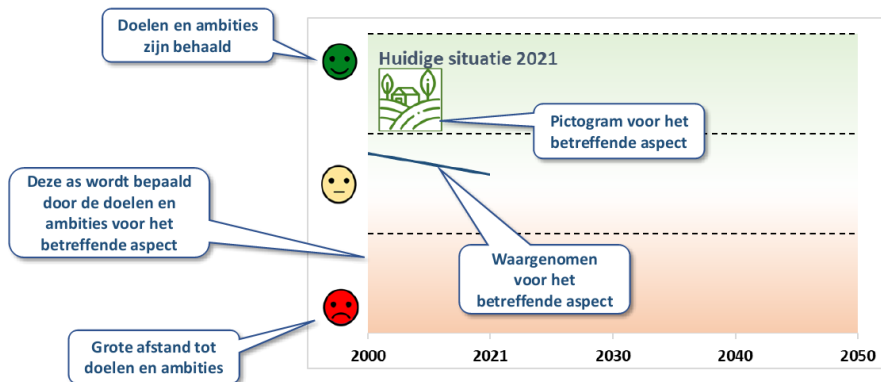 Doelen en ambities
zijn behaald
Huidige situatie 2021
Pictogram voor het
betreffende aspect
Deze as wordt bepaald
door de doelen en
ambities voor het
betreffende aspect
Waargenomen
voor het
betreffende aspect
Grote afstand tot
doelen en ambities
2000 2021 2030 2040 2050